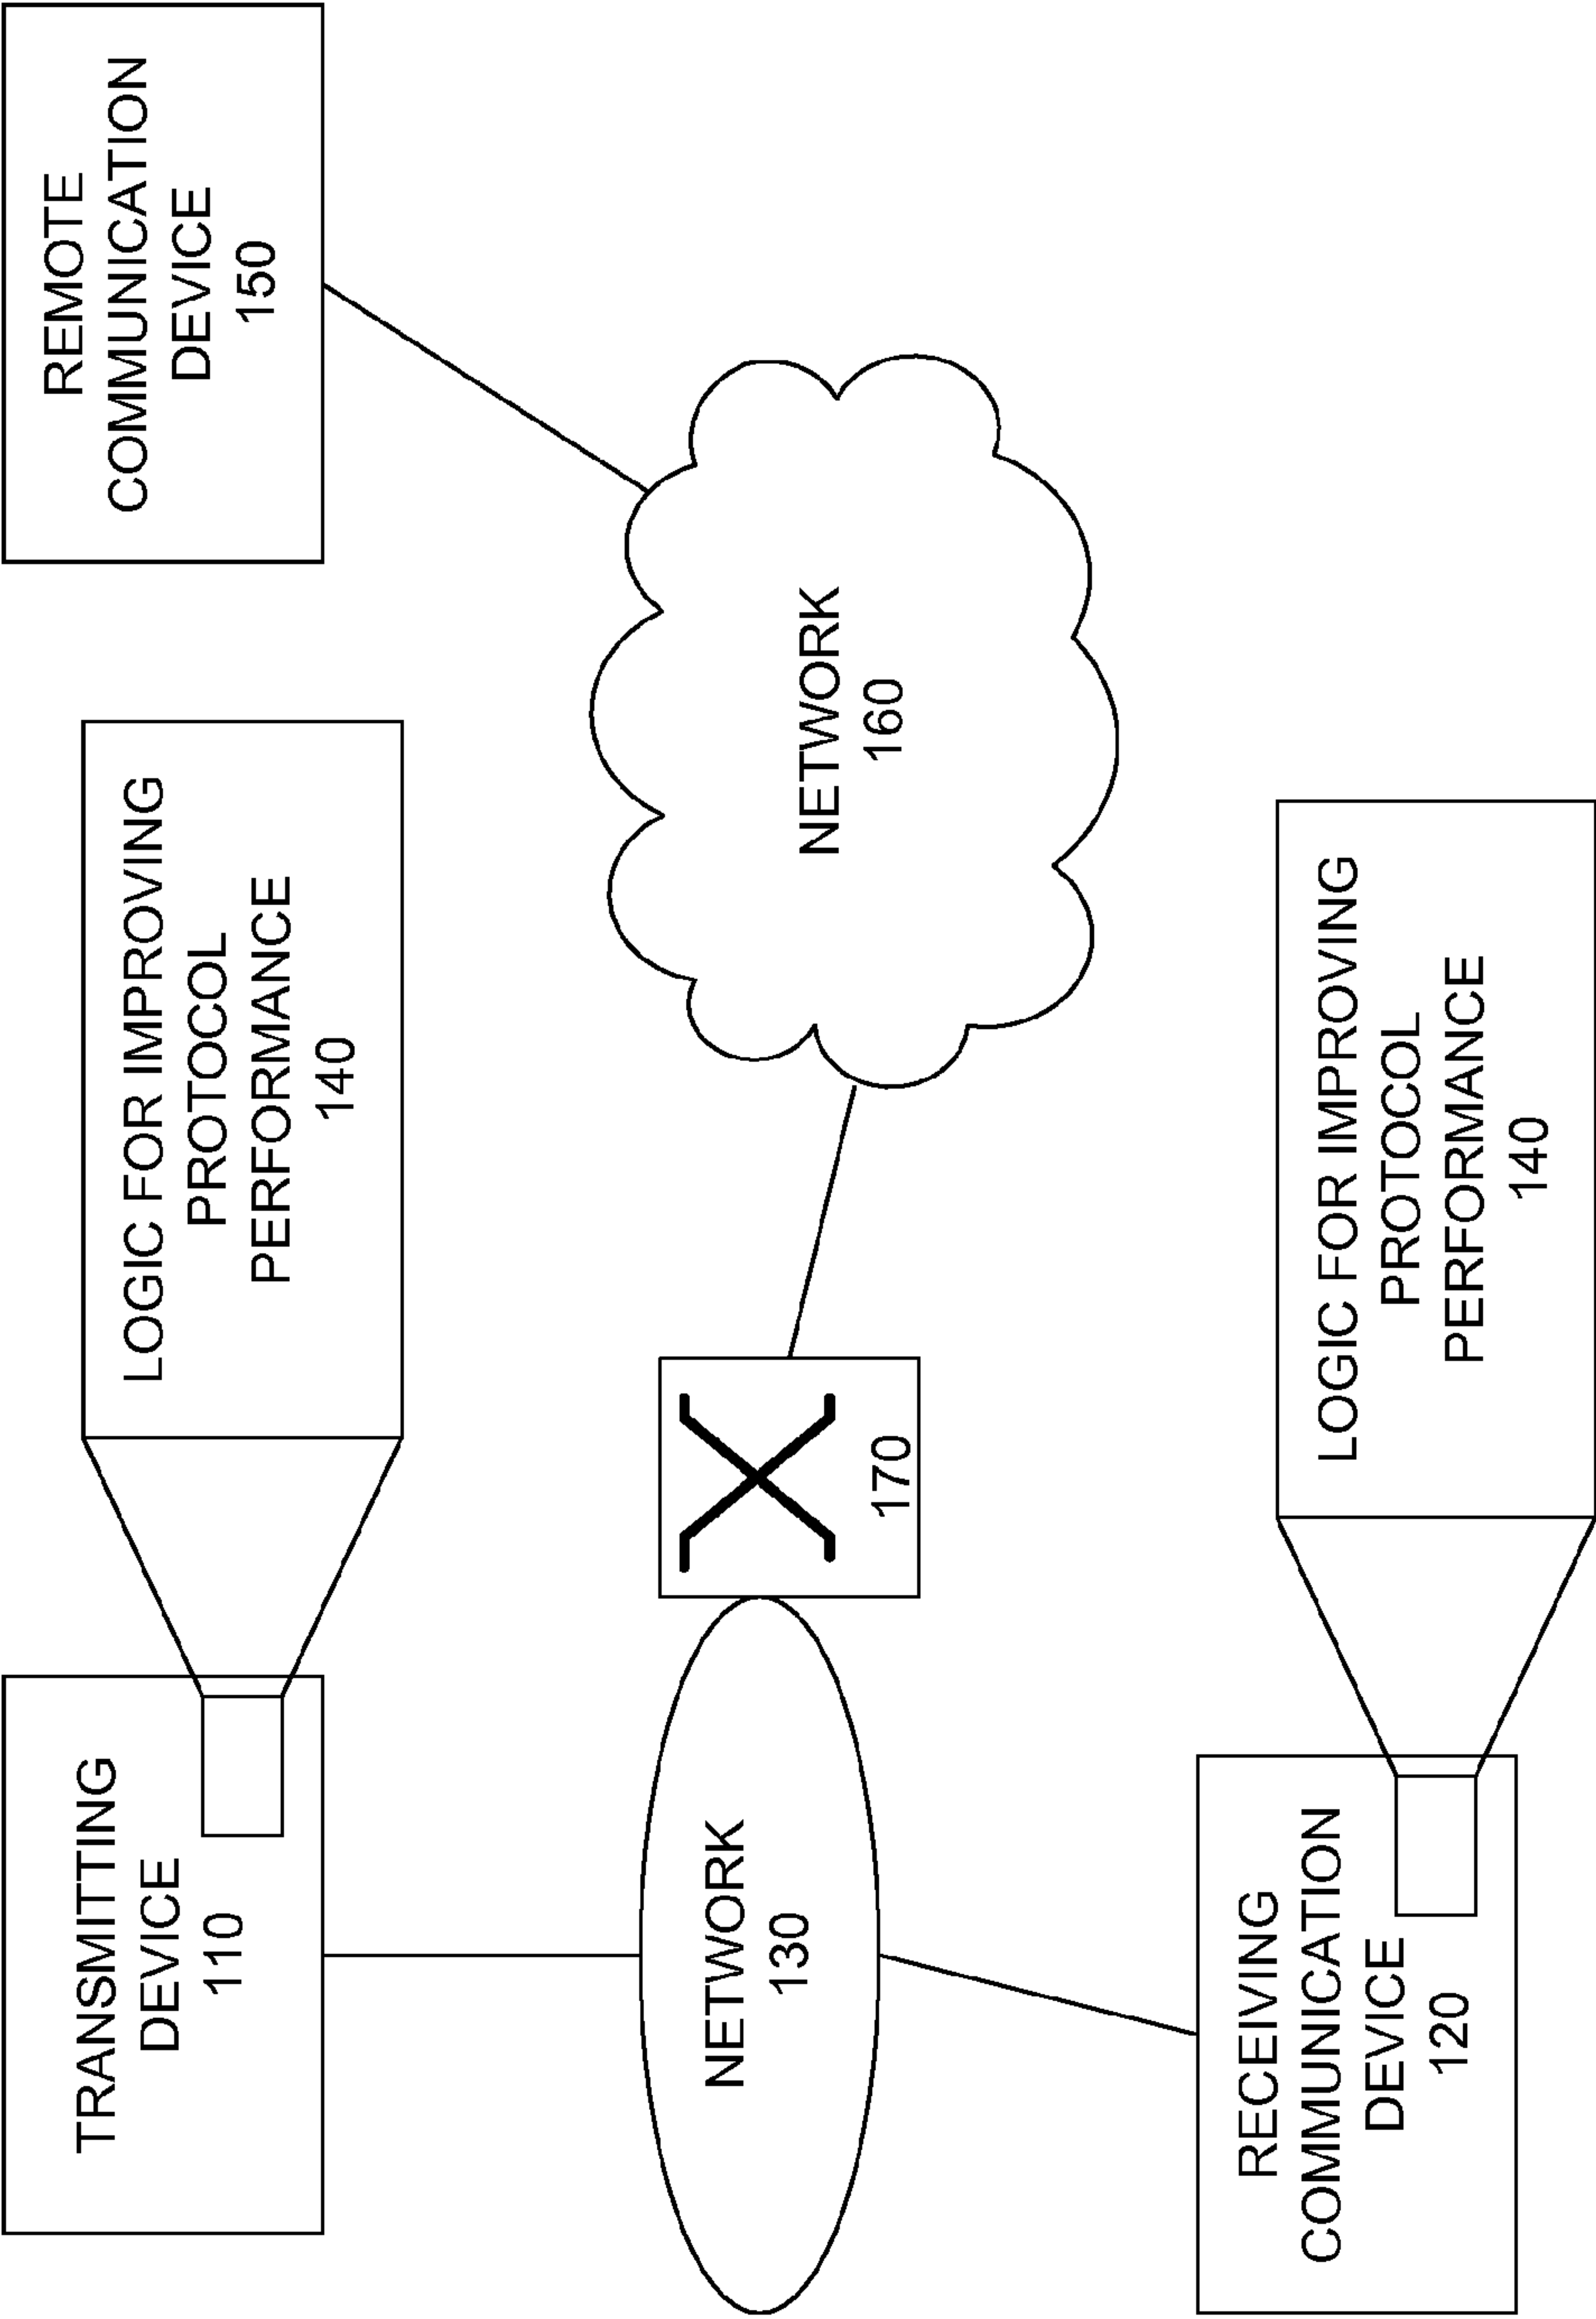 TRANSMITTING
DEVICE
110
LOGIC FOR IMPROVING
PROTOCOL
PERFORMANCE
140
REMOTE
COMMUNICATION
DEVICE
150
NETWORK
130
170
NETWORK
160
RECEIVING
COMMUNICATION
DEVICE
120
LOGIC FOR IMPROVING
PROTOCOL
PERFORMANCE
140